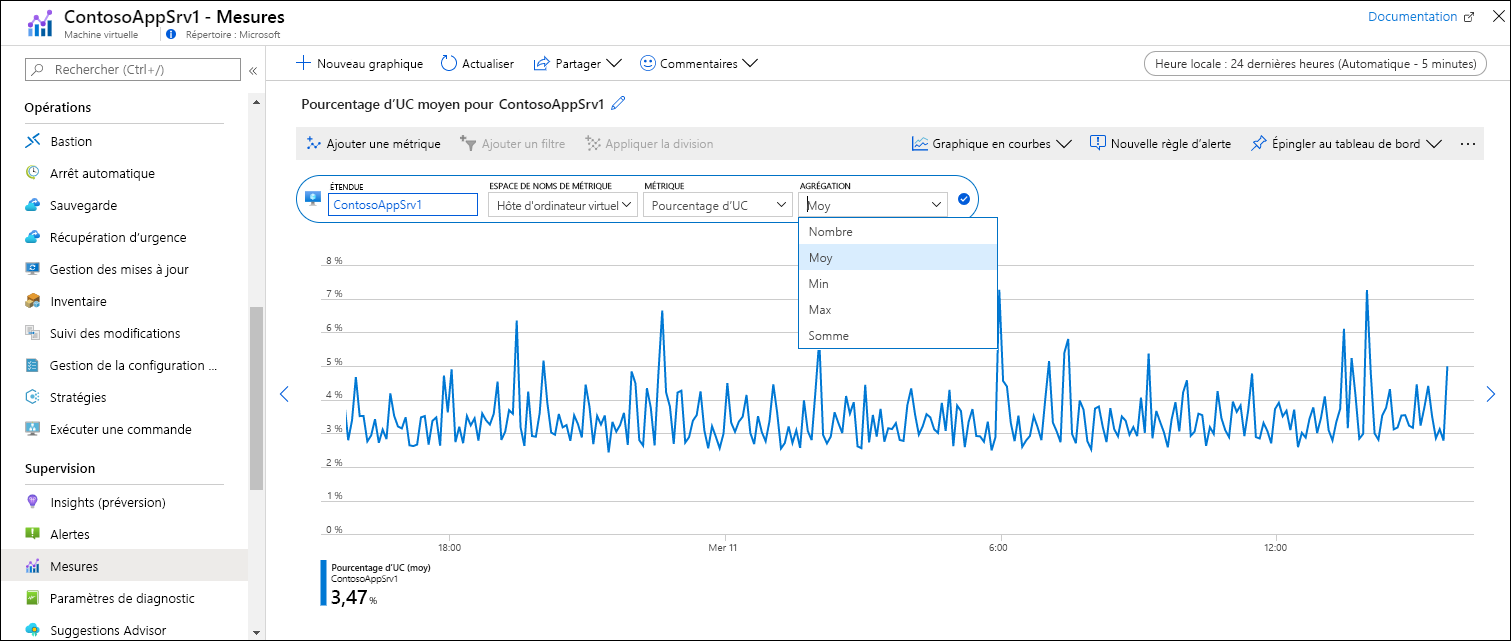 ContosoAppSrv1 - Mesures
Machine virtuelle
Répertoire : Microsoft
Documentation
Rechercher (Ctrl+/)
«
Opérations
Bastion
Arrêt automatique
Sauvegarde
Récupération d'urgence
Gestion des mises à jour
Inventaire
Suivi des modifications
Gestion de la configuration ...
Stratégies
Exécuter une commande
Supervision
Insights (préversion)
Alertes
Mesures
Paramètres de diagnostic
Suggestions Advisor
Nouveau graphique
Actualiser
Partager
Commentaires
Heure locale : 24 dernières heures (Automatique - 5 minutes)
Pourcentage d’UC moyen pour ContosoAppSrv1
Ajouter une métrique
Ajouter un filtre
Appliquer la division
Graphique en courbes
Nouvelle règle d’alerte
Épingler au tableau de bord
...
ÉTENDUE
ContosoAppSrv1
ESPACE DE NOMS DE MÉTRIQUE
Hôte d'ordinateur virtuel
MÉTRIQUE
Pourcentage d’UC
AGRÉGATION
Moy
Nombre
Moy
Min
Max
Somme
8 %
7 %
6 %
5 %
4 %
3 %
2 %
1 %
0 %
18:00
Mer 11
6:00
12:00
Pourcentage d’UC (moy)
ContosoAppSrv1
3,47 %